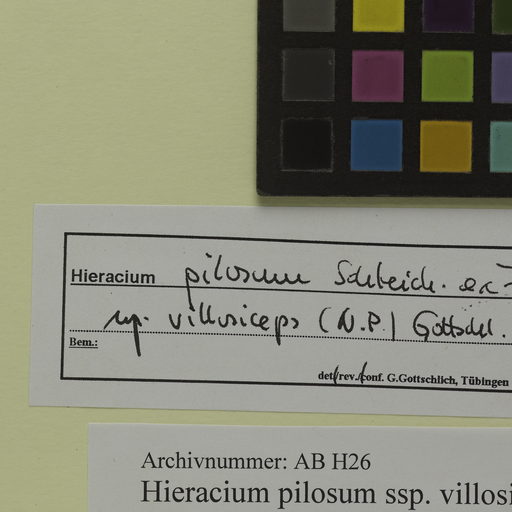 Hieracium pilosum Schleich. ex
ssp. villosiceps (N.P.) Gottschl.
Bem.:
det./rev./conf. G.Gottschlich, Tübingen
Archivnummer: AB H26
Hieracium pilosum ssp. villosi